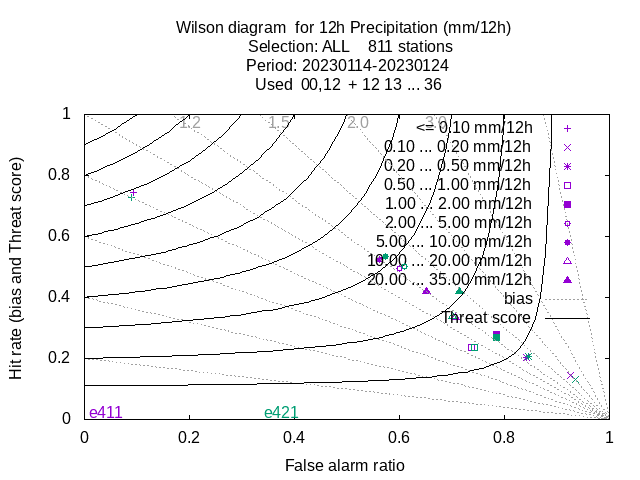 Wilson diagram  for 12h Precipitation (mm/12h)
Selection: ALL    811 stations
Period: 20230114-20230124
Used  00,12  + 12 13 ... 36
Hit rate (bias and Threat score)
1
0.8
0.6
0.4
0.2
0
1.2
1.5
2.0
3.0
<= 0.10 mm/12h
0.10 ... 0.20 mm/12h
0.20 ... 0.50 mm/12h
0.50 ... 1.00 mm/12h
1.00 ... 2.00 mm/12h
2.00 ... 5.00 mm/12h
5.00 ... 10.00 mm/12h
10.00 ... 20.00 mm/12h
20.00 ... 35.00 mm/12h
bias
Threat score
e411
e421
0
0.2
0.4
0.6
0.8
1
False alarm ratio